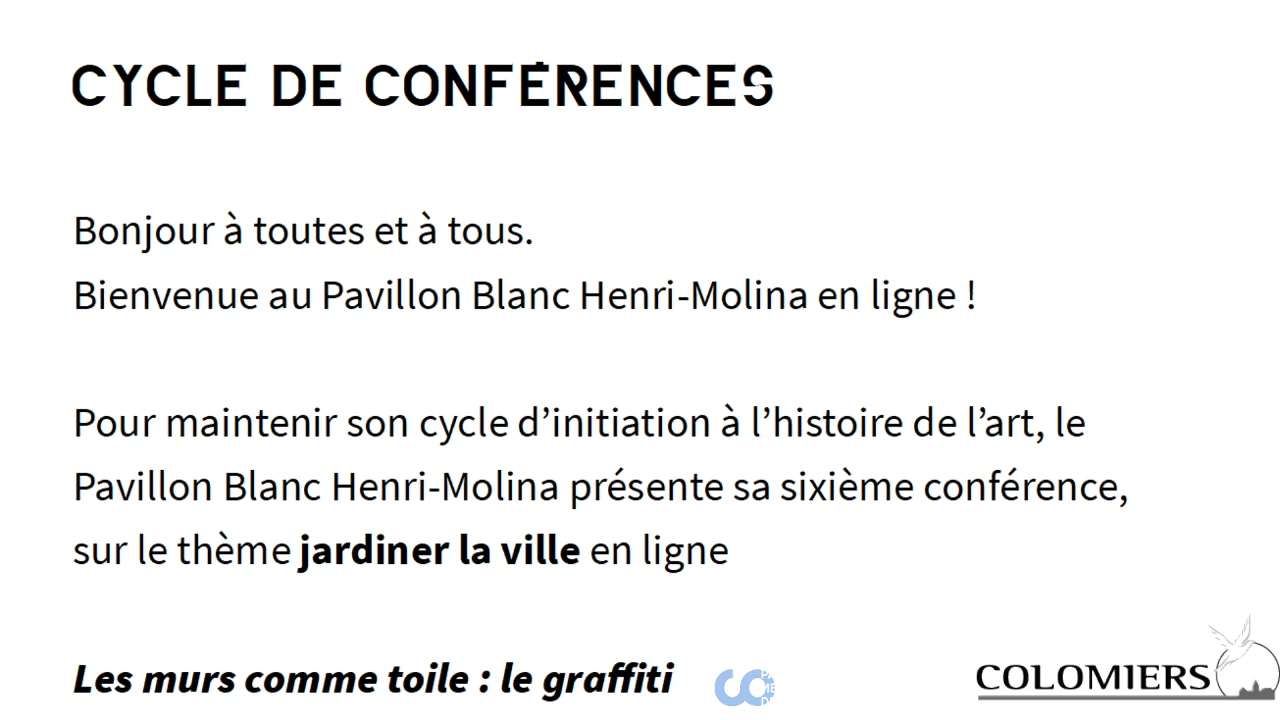 CYCLE DE CONFÉRENCES
Bonjour à toutes et à tous.
Bienvenue au Pavillon Blanc Henri-Molina en ligne !
Pour maintenir son cycle d’initiation à l’histoire de l’art, le
Pavillon Blanc Henri-Molina présente sa sixième conférence,
sur le thème jardiner la ville en ligne
Les murs comme toile : le graffiti
COLOMIERS